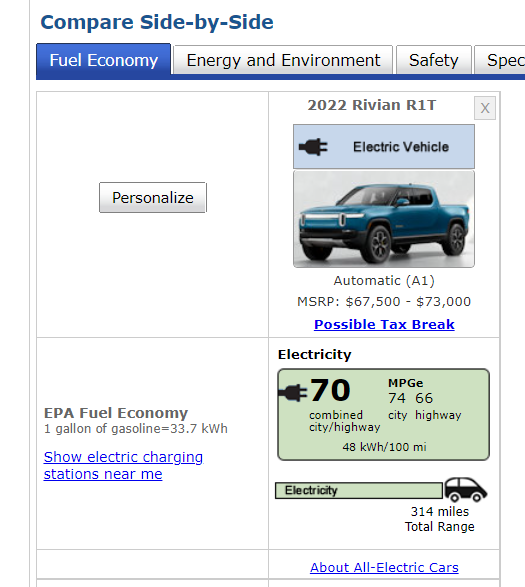 Compare Side-by-Side
Fuel Economy
Energy and Environment
Safety
Spec
2022 Rivian R1T
X
Electric Vehicle
Personalize
Automatic (A1)
MSRP: $67,500 - $73,000
Possible Tax Break
Electricity
70
MPGe
74 66
combined
city/highway
city highway
48 kWh/100 mi
EPA Fuel Economy
1 gallon of gasoline=33.7 kWh
Show electric charging
stations near me
Electricity
314 miles
Total Range
About All-Electric Cars